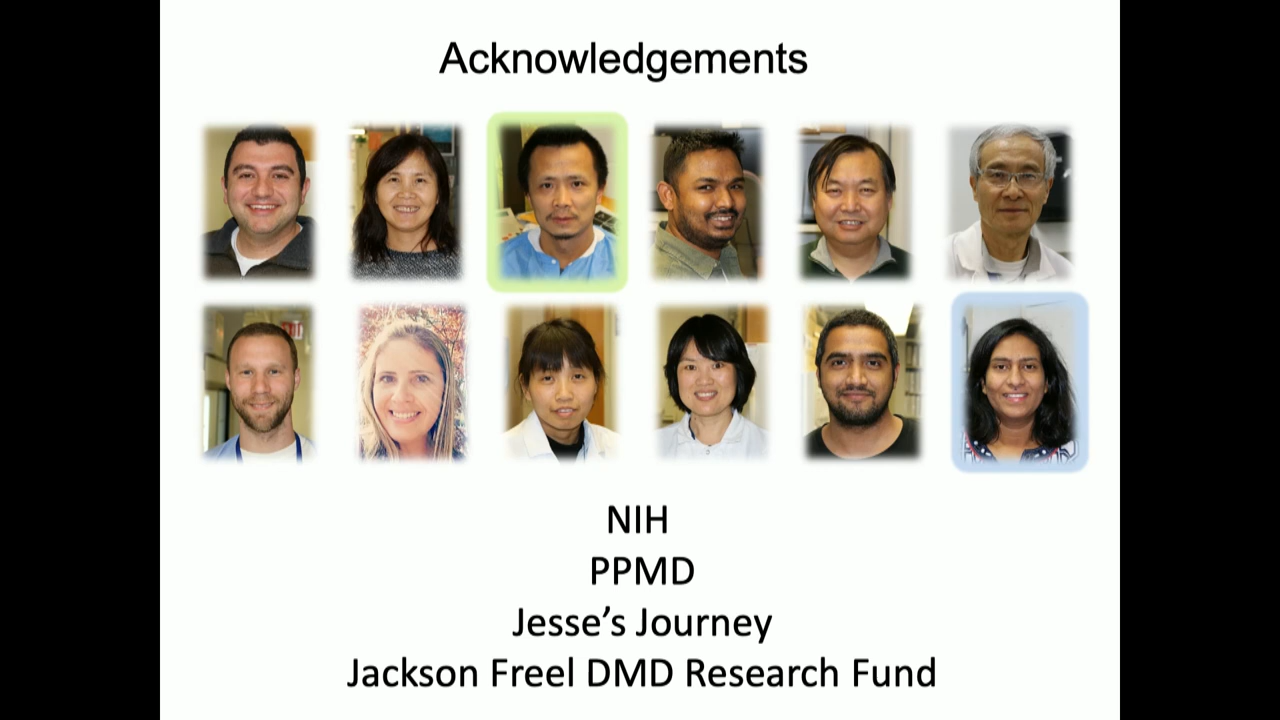 Acknowledgements
NIH
PPMD
Jesse’s Journey
Jackson Freel DMD Research Fund